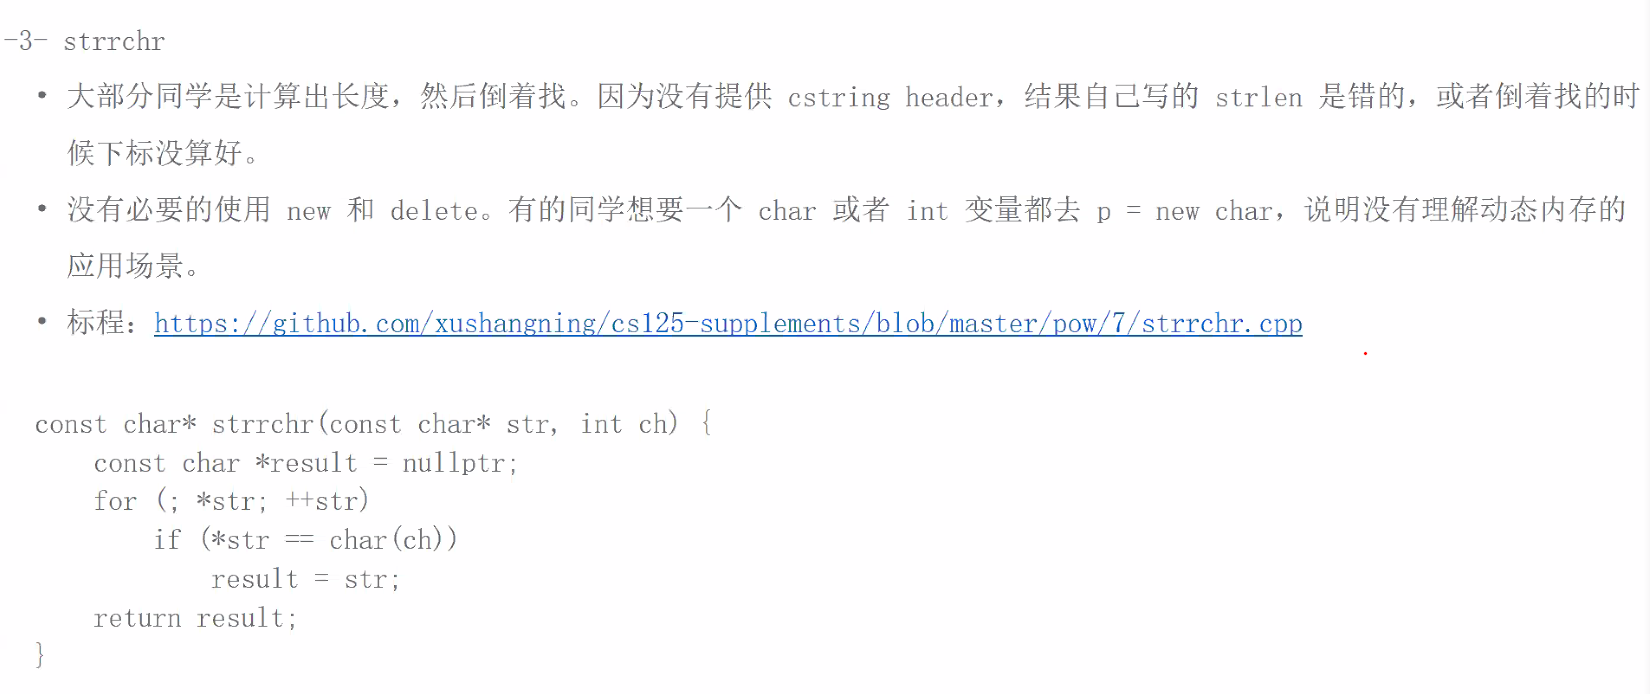 -3- strrchr
• 大部分同学是计算出长度，然后倒着找。因为没有提供 cstring header，结果自己写的 strlen 是错的，或者倒着找的时
候下标没算好。
• 没有必要的使用 new 和 delete。有的同学想要一个 char 或者 int 变量都去 p = new char，说明没有理解动态内存的
应用场景。
• 标程：https://github.com/xushangning/cs125-supplements/blob/master/pow/7/strrchr.cpp
const char* strrchr(const char* str, int ch) {
    const char *result = nullptr;
    for (; *str; ++str)
        if (*str == char(ch))
            result = str;
    return result;
}